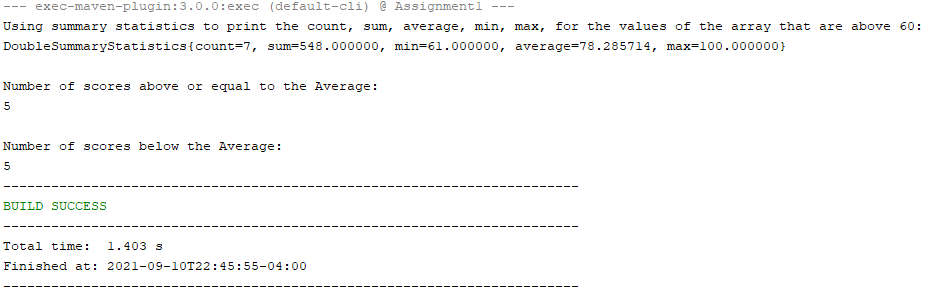 --- exec-maven-plugin:3.0.0:exec (default-cli) @ Assignment1 ---
Using summary statistics to print the count, sum, average, min, max, for the values of the array that are above 60:
DoubleSummaryStatistics{count=7, sum=548.000000, min=61.000000, average=78.285714, max=100.000000}
Number of scores above or equal to the Average:
5
Number of scores below the Average:
5
------------------------------------------------------------------------
BUILD SUCCESS
------------------------------------------------------------------------
Total time:  1.403 s
Finished at: 2021-09-10T22:45:55-04:00
------------------------------------------------------------------------